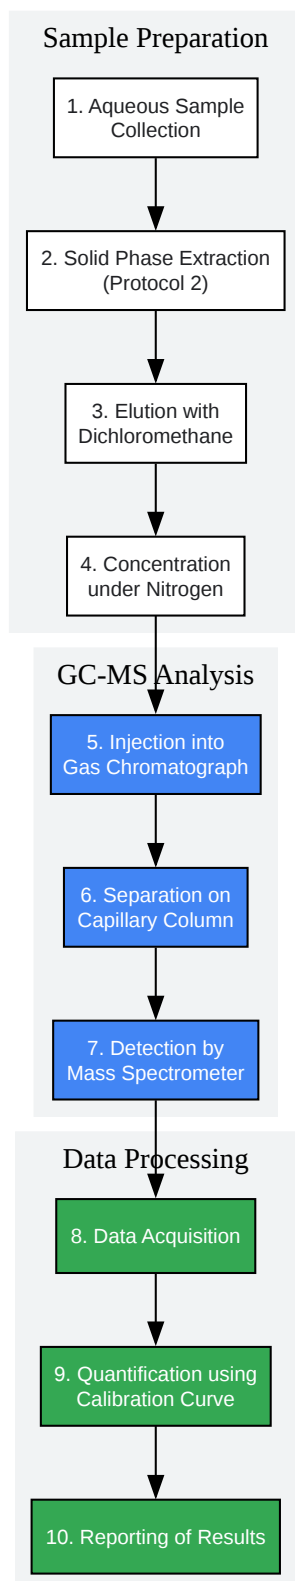 Sample Preparation
1. Aqueous Sample
Collection
2. Solid Phase Extraction
(Protocol 2)
3. Elution with
Dichloromethane
4. Concentration
under Nitrogen
GC-MS Analysis
5. Injection into
Gas Chromatograph
6. Separation on
Capillary Column
7. Detection by
Mass Spectrometer
Data Processing
8. Data Acquisition
9. Quantification using
Calibration Curve
10. Reporting of Results